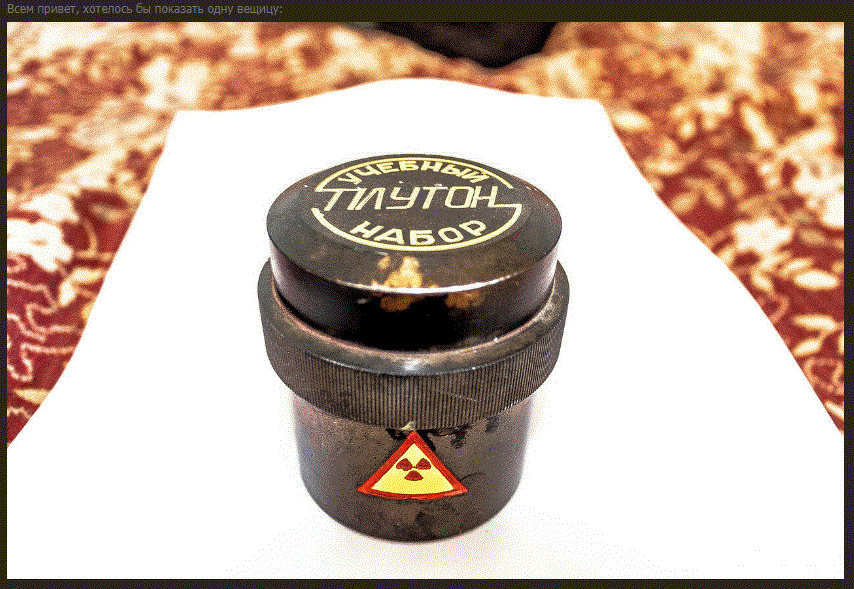 Всем привет, хотелось бы показать одну вещицу:
УЧЕБНЫЙ
ПЛУТОН
НАБОР